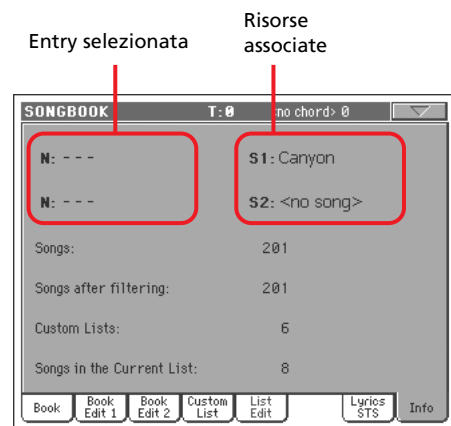 Entry selezionata
Risorse
associate
SONGBOOK T:0 <no chord> 0
N: - - - S1: Canyon
N: - - - S2: <no song>
Songs: 201
Songs after filtering: 201
Custom Lists: 6
Songs in the Current List: 8
Book Book Edit 1 Book Edit 2 Custom List List Edit Lyrics STS Info